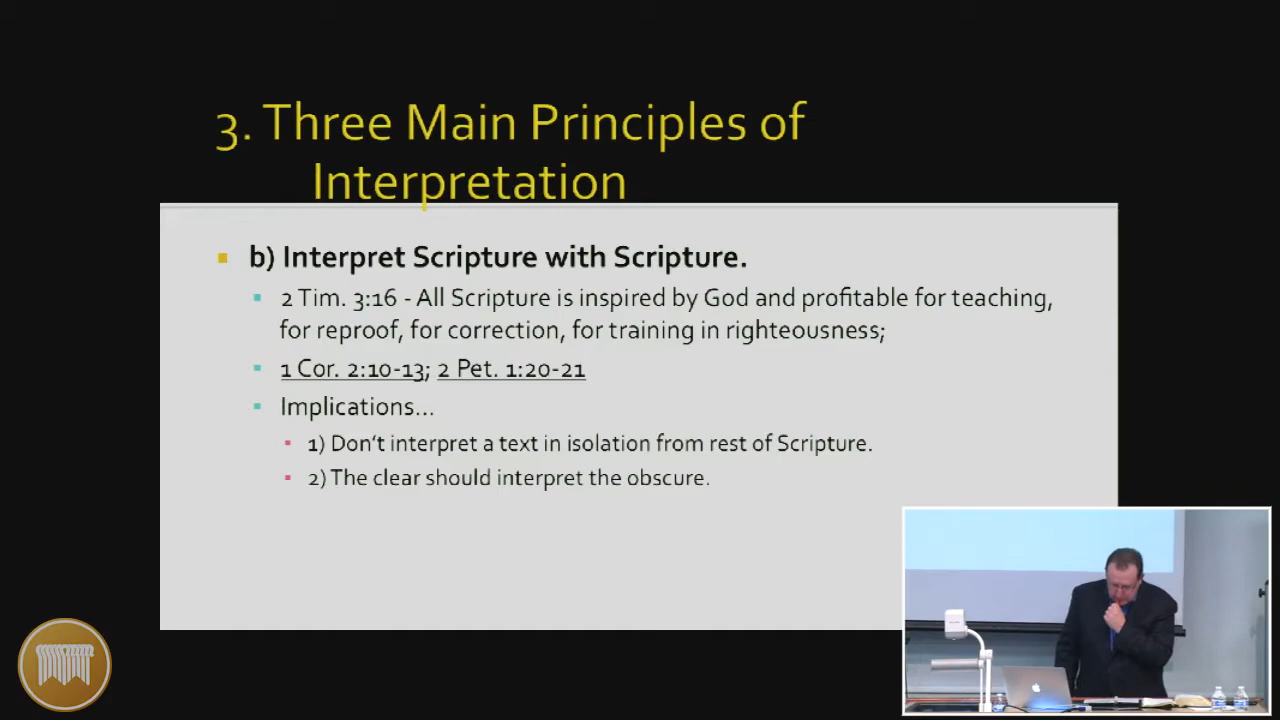 3. Three Main Principles of
Interpretation
b) Interpret Scripture with Scripture.
2 Tim. 3:16 - All Scripture is inspired by God and profitable for teaching,
for reproof, for correction, for training in righteousness;
1 Cor. 2:10-13; 2 Pet. 1:20-21
Implications…
1) Don't interpret a text in isolation from rest of Scripture.
2) The clear should interpret the obscure.